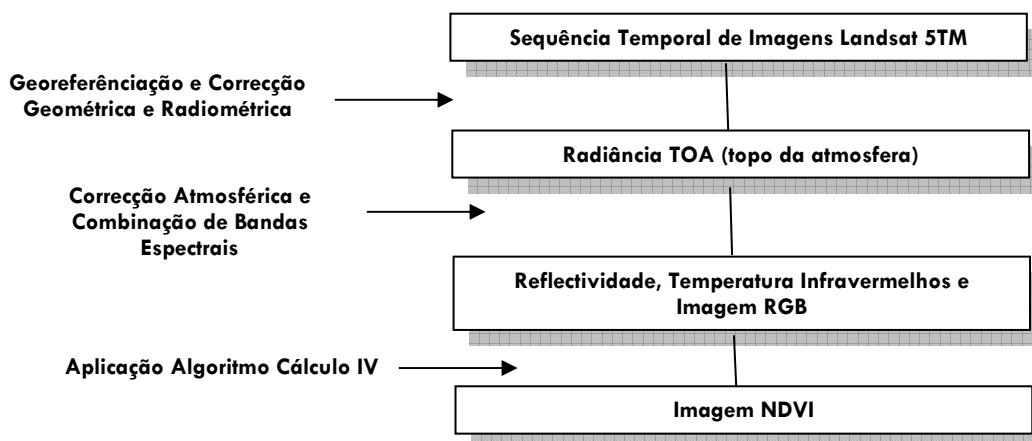 Sequência Temporal de Imagens Landsat 5TM
Georeferênciação e Correcção
Geométrica e Radiométrica
Radiância TOA (topo da atmosfera)
Correcção Atmosférica e
Combinação de Bandas
Espectrais
Reflectividade, Temperatura Infravermelhos e
Imagem RGB
Aplicação Algoritmo Cálculo IV
Imagem NDVI